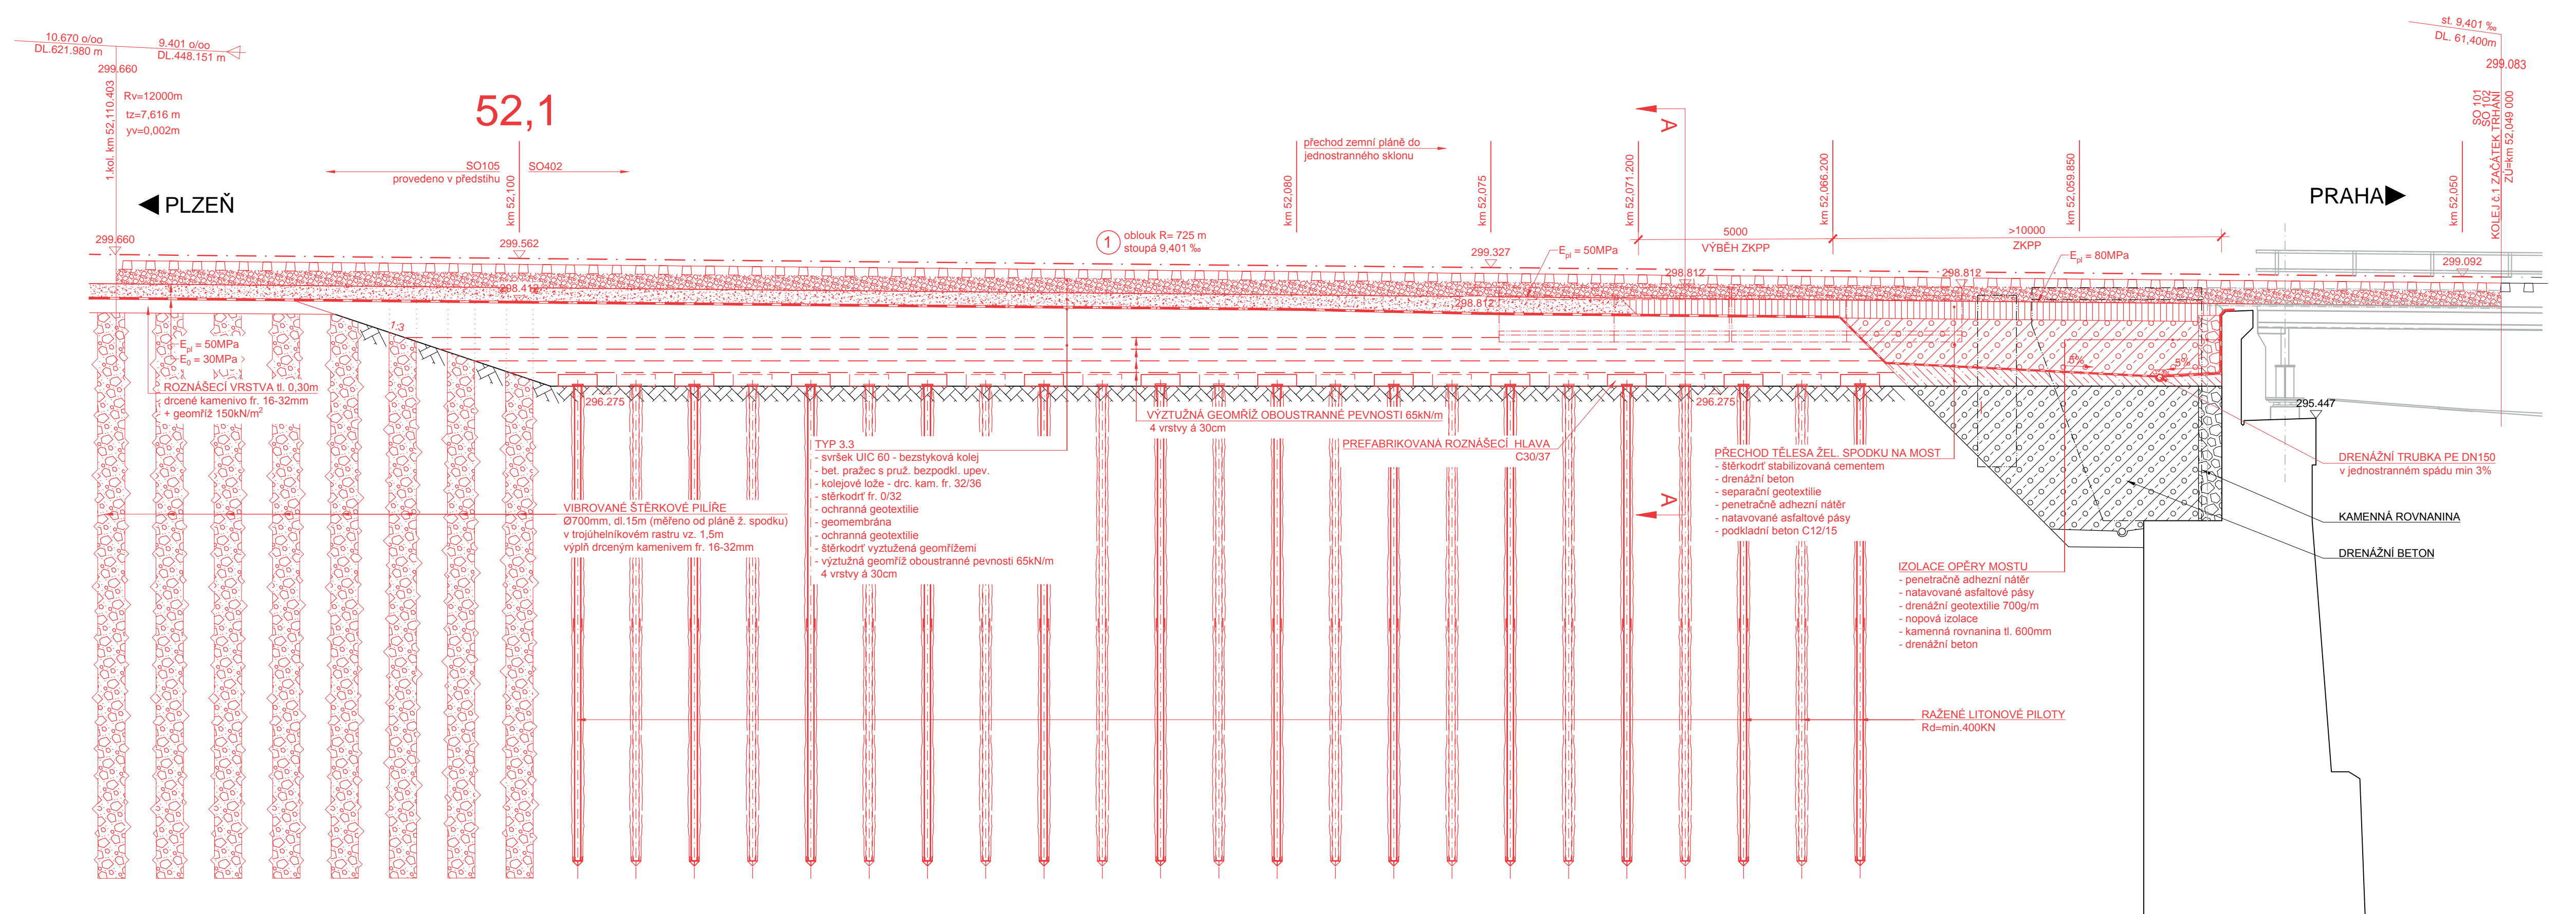 10.670 o/oo
DL.621.980 m
9.401 o/oo
DL.448.151 m
299.660
1.kol. km 52,110.403
Rv=12000m
tz=7,616 m
yv=0,002m
52,1
SO105
provedeno v předstihu
SO402
km 52,100
PLZEŇ
299.660
299.562
298.412
přechod zemní pláně do
jednostranného sklonu
km 52,080
km 52,075
1
oblouk R= 725 m
stoupá 9,401 ‰
299.327
Epl = 50MPa
298.812
A
km 52,071.200
km 52,066.200
km 52,059.850
5000
VÝBĚH ZKPP
>10000
ZKPP
298.812
298.812
Epl = 80MPa
st. 9,401 ‰
DL. 61,400m
299.083
SO 101
SO 102
KOLEJ č.1 ZAČÁTEK TRHÁNÍ
ZÚ=km 52,049 000
PRAHA
km 52,050
299.092
1:3
Epl = 50MPa
E0 = 30MPa
ROZNÁŠECÍ VRSTVA tl. 0,30m
drcené kamenivo fr. 16-32mm
+ geomříž 150kN/m²
296.275
296.275
5%
5%
295.447
VÝZTUŽNÁ GEOMŘÍŽ OBOUSTRANNÉ PEVNOSTI 65kN/m
4 vrstvy á 30cm
PREFABRIKOVANÁ ROZNÁŠECÍ HLAVA
C30/37
TYP 3.3
- svršek UIC 60 - bezstyková kolej
- bet. pražec s pruž. bezpodkl. upev.
- kolejové lože - drc. kam. fr. 32/36
- stěrkodrť fr. 0/32
- ochranná geotextilie
- geomembrána
- ochranná geotextilie
- štěrkodrť vyztužená geomřížemi
- výztužná geomříž oboustranné pevnosti 65kN/m
4 vrstvy á 30cm
VIBROVANÉ ŠTĚRKOVÉ PILÍŘE
Ø700mm, dl.15m (měřeno od pláně ž. spodku)
v trojúhelníkovém rastru vz. 1,5m
výplň drceným kamenivem fr. 16-32mm
PŘECHOD TĚLESA ŽEL. SPODKU NA MOST
- štěrkodrť stabilizovaná cementem
- drenážní beton
- separační geotextilie
- penetračně adhezní nátěr
- natavované asfaltové pásy
- podkladní beton C12/15
A
DRENÁŽNÍ TRUBKA PE DN150
v jednostranném spádu min 3%
KAMENNÁ ROVNANINA
DRENÁŽNÍ BETON
IZOLACE OPĚRY MOSTU
- penetračně adhezní nátěr
- natavované asfaltové pásy
- drenážní geotextilie 700g/m
- nopová izolace
- kamenná rovnanina tl. 600mm
- drenážní beton
RAŽENÉ LITONOVÉ PILOTY
Rd=min.400KN